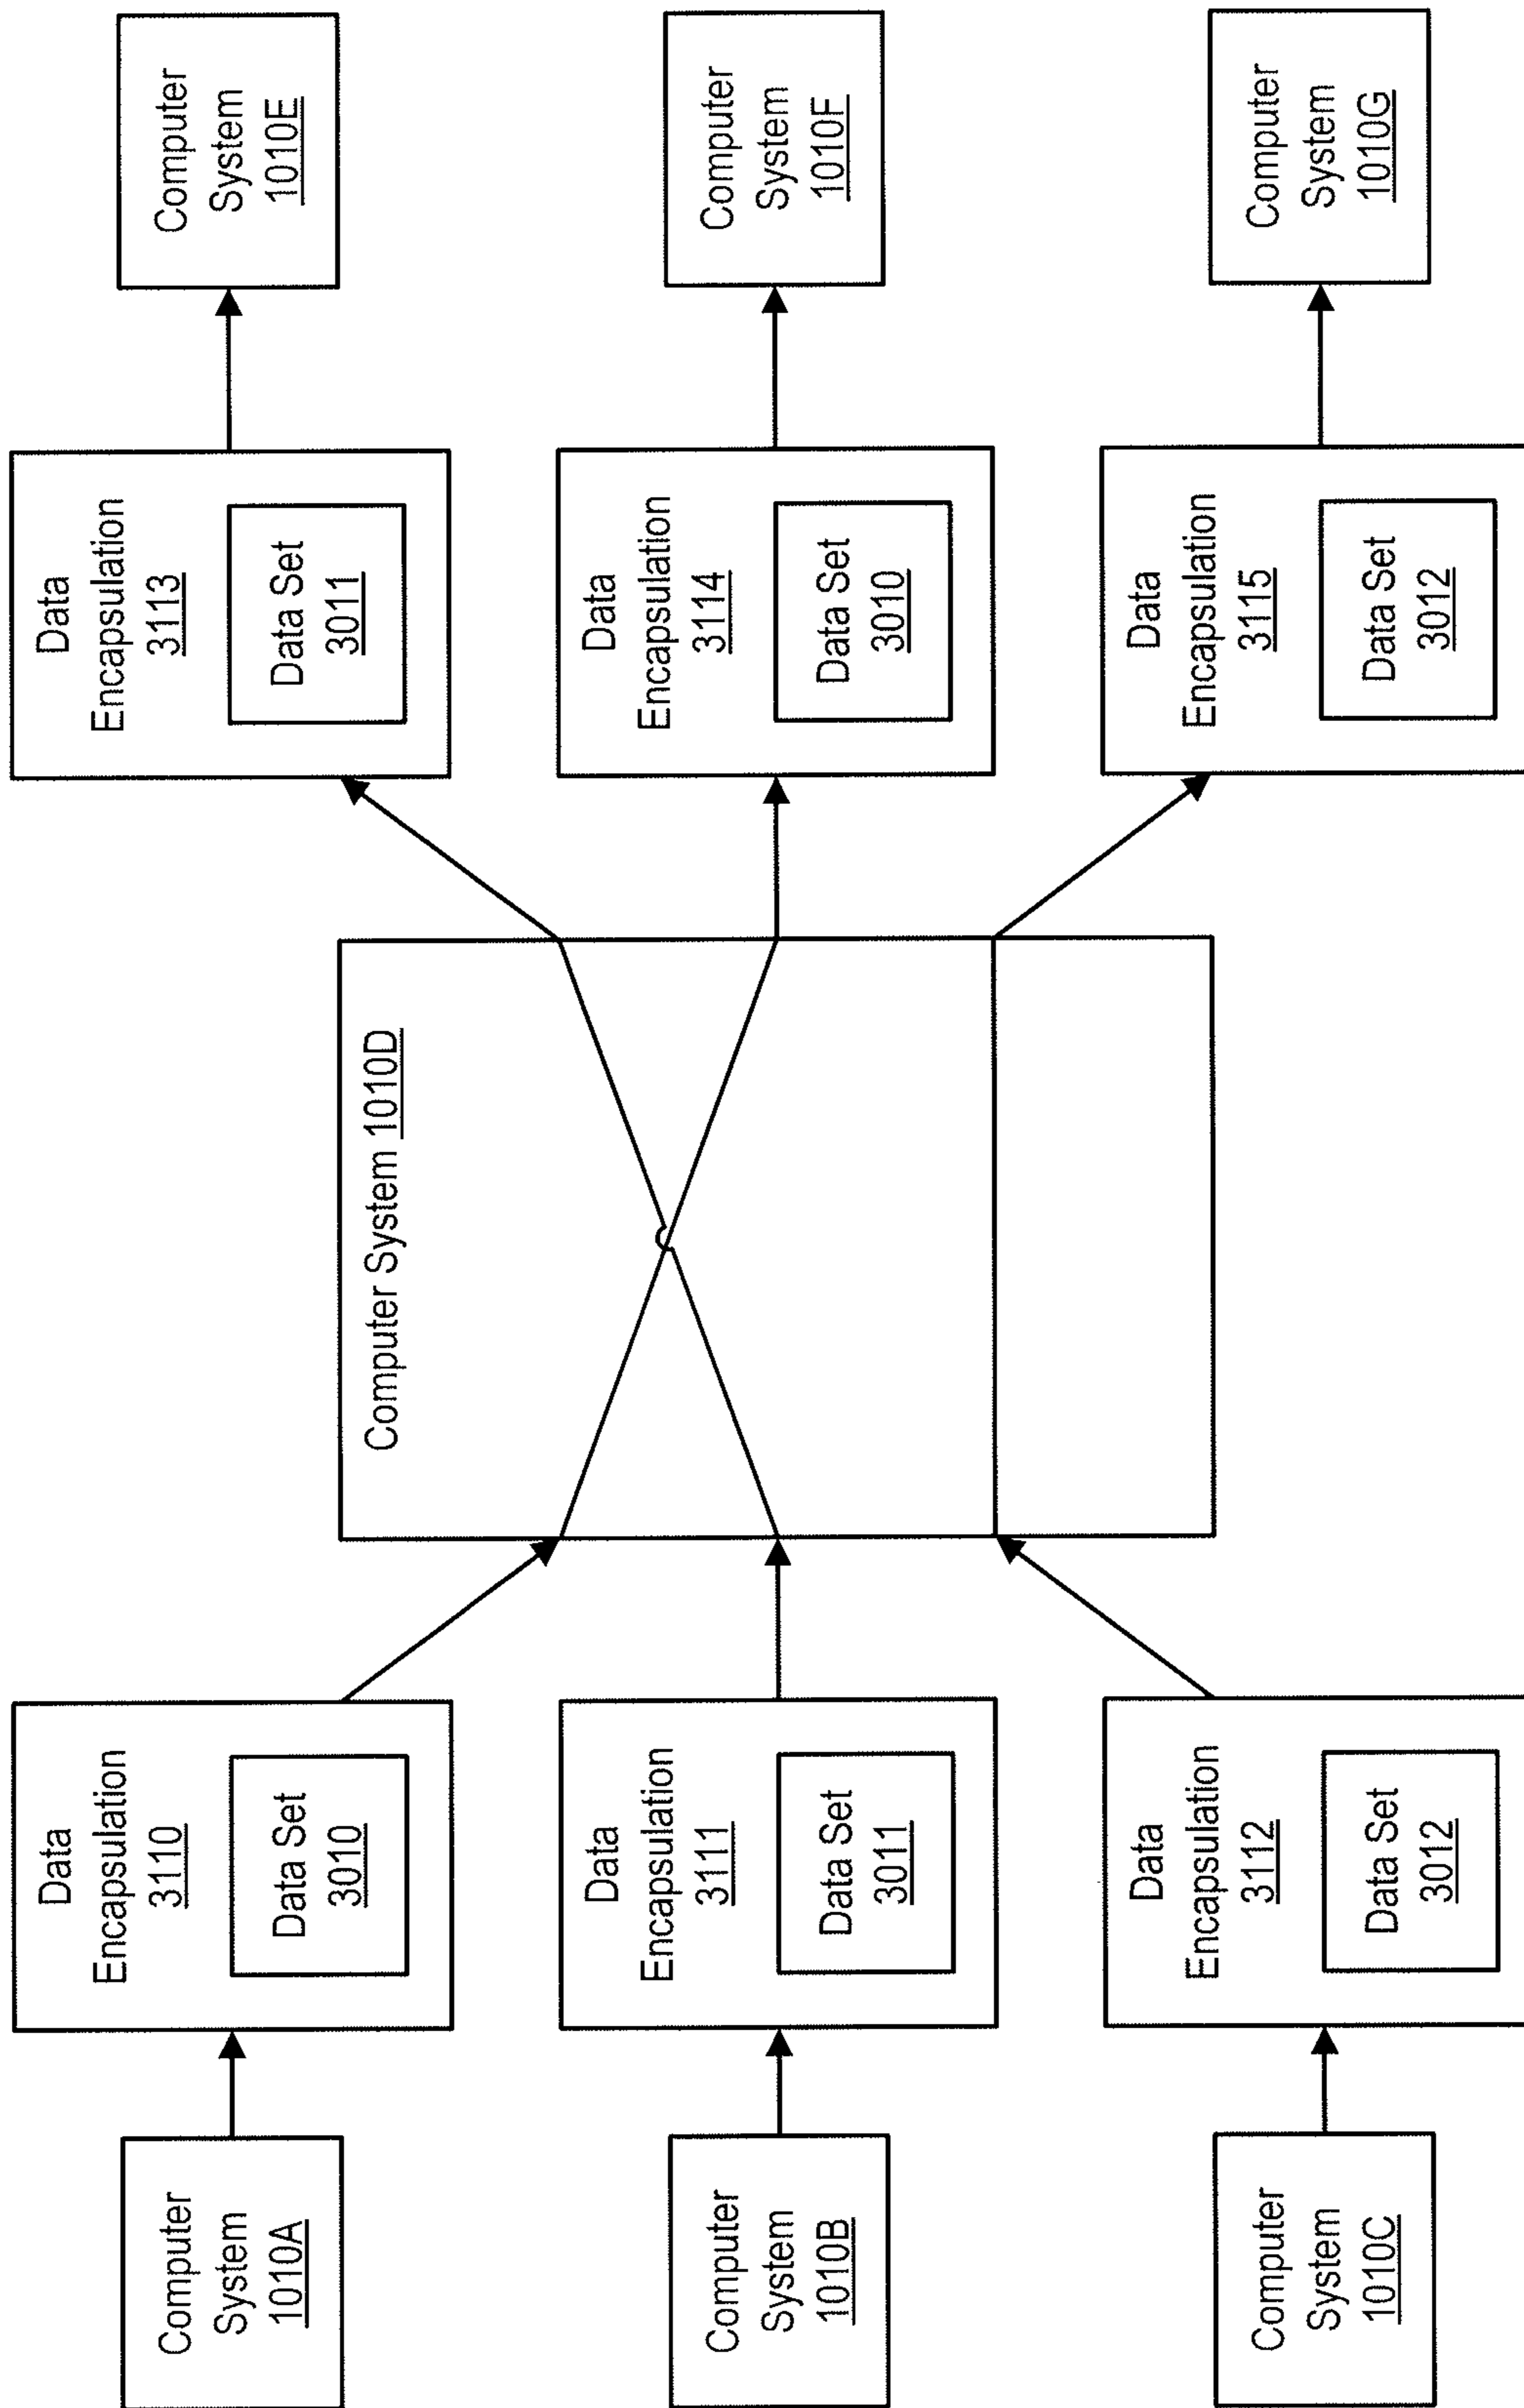 Computer
System
1010A
Data
Encapsulation
3110
Data Set
3010
Computer
System
1010B
Data
Encapsulation
3111
Data Set
3011
Computer
System
1010C
Data
Encapsulation
3112
Data Set
3012
Computer System 1010D
Data
Encapsulation
3113
Data Set
3011
Computer
System
1010E
Data
Encapsulation
3114
Data Set
3010
Computer
System
1010F
Data
Encapsulation
3115
Data Set
3012
Computer
System
1010G